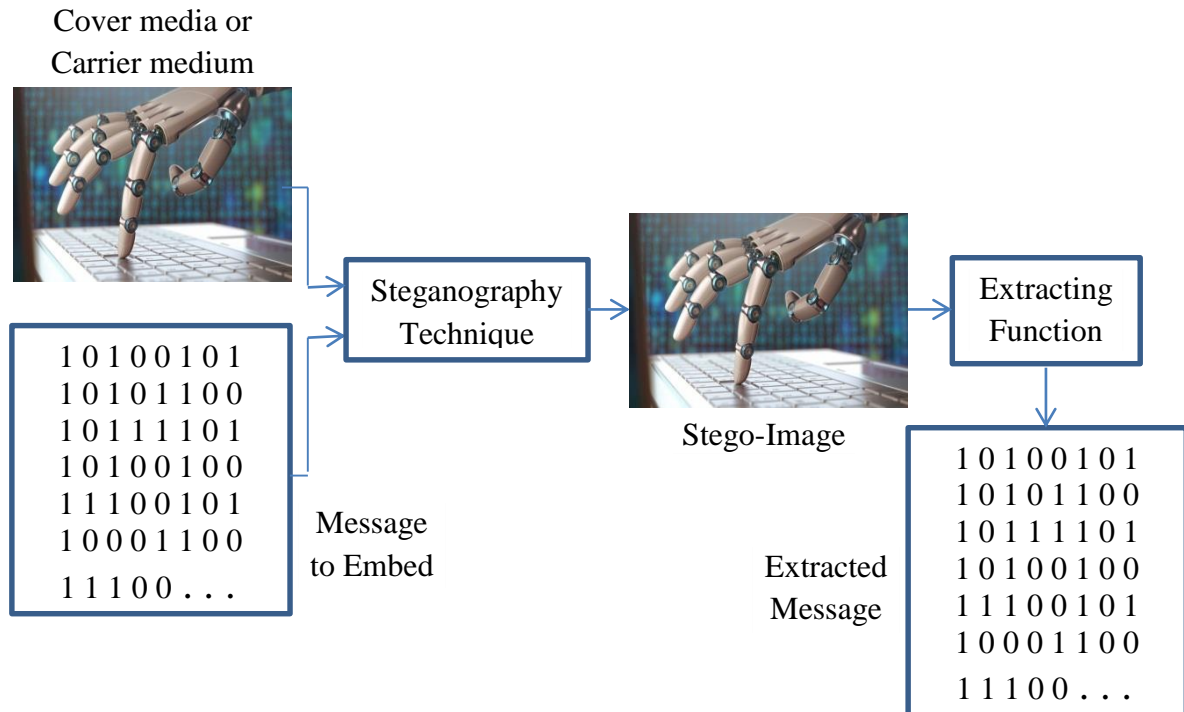 Cover media or
Carrier medium
Steganography
Technique
Extracting
Function
Stego-Image
1 0 1 0 0 1 0 1
1 0 1 0 1 1 0 0
1 0 1 1 1 1 0 1
1 0 1 0 0 1 0 0
1 1 1 0 0 1 0 1
1 0 0 0 1 1 0 0
1 1 1 0 0 . . .
Message
to Embed
Extracted
Message
1 0 1 0 0 1 0 1
1 0 1 0 1 1 0 0
1 0 1 1 1 1 0 1
1 0 1 0 0 1 0 0
1 1 1 0 0 1 0 1
1 0 0 0 1 1 0 0
1 1 1 0 0 . . .